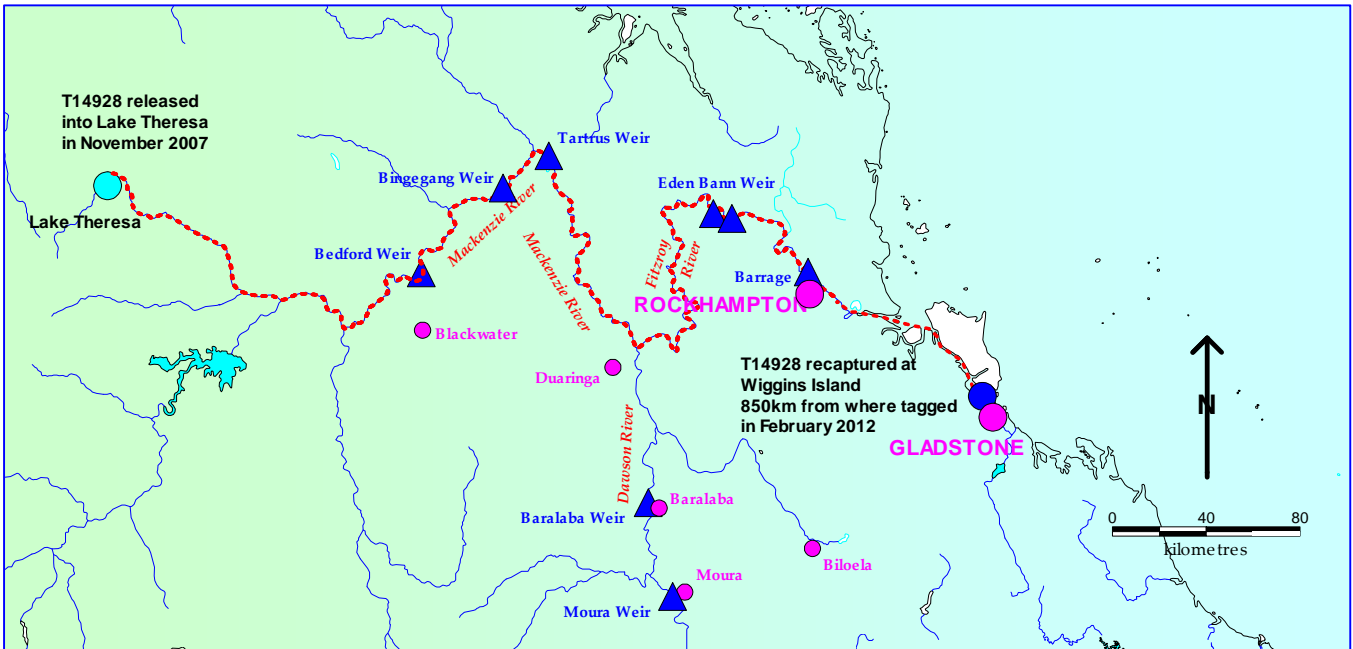 T14928 released
into Lake Theresa
in November 2007
Lake Theresa
Tartrus Weir
Bingegang Weir
Mackenzie River
Bedford Weir
Mackenzie River
Eden Bann Weir
Fitzroy
River
Barrage
ROCKHAMPTON
Blackwater
Duaringa
T14928 recaptured at
Wiggins Island
850km from where tagged
in February 2012
GLADSTONE
N
Dawson River
Baralaba
Baralaba Weir
Biloela
Moura
Moura Weir
0 40 80
kilometres